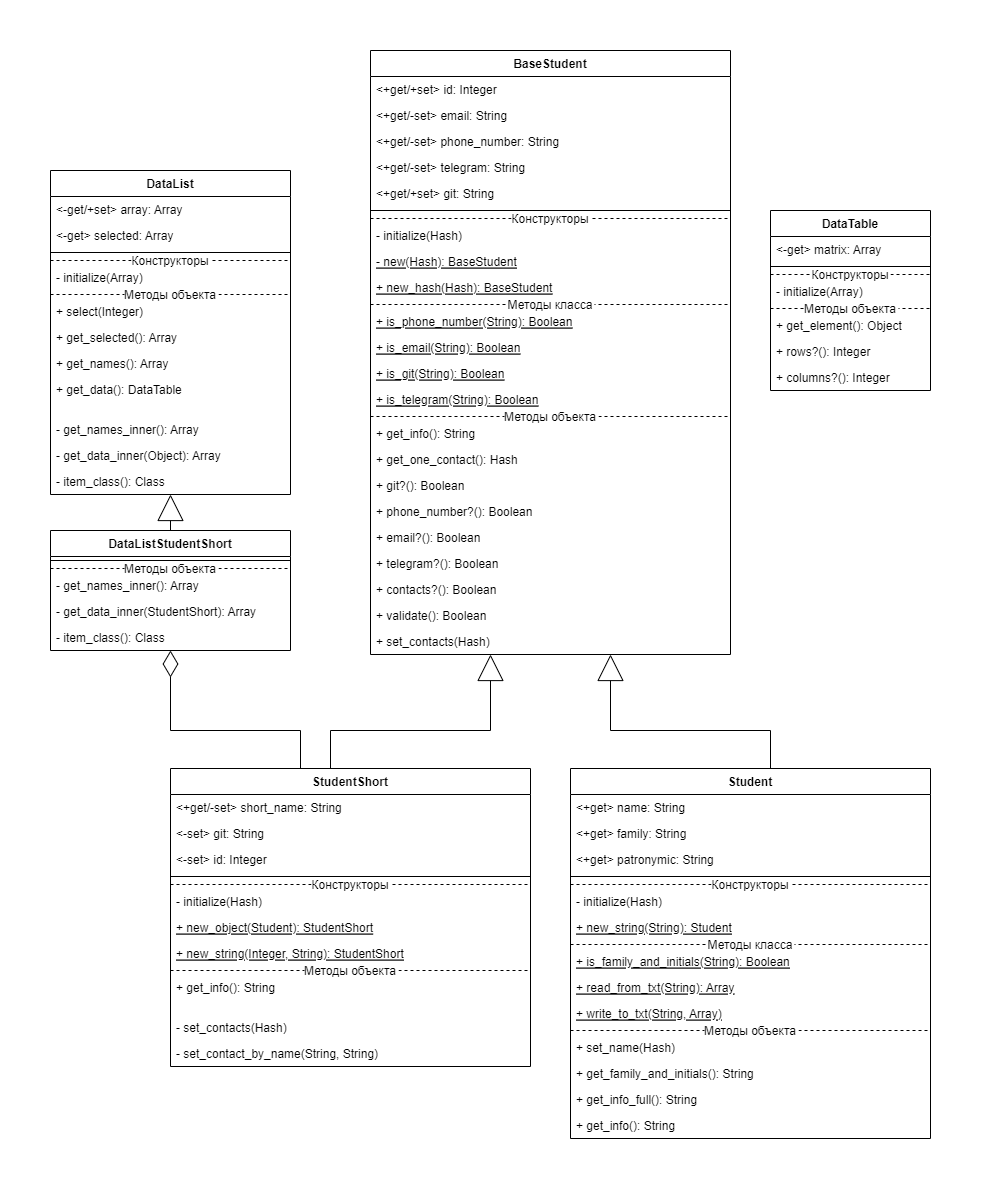 BaseStudent
<+get/+set> id: Integer
<+get/-set> email: String
<+get/-set> phone_number: String
<+get/-set> telegram: String
<+get/+set> git: String
Конструкторы
- initialize(Hash)
- new(Hash): BaseStudent
+ new_hash(Hash): BaseStudent
Методы класса
+ is_phone_number(String): Boolean
+ is_email(String): Boolean
+ is_git(String): Boolean
+ is_telegram(String): Boolean
Методы объекта
+ get_info(): String
+ get_one_contact(): Hash
+ git?(): Boolean
+ phone_number?(): Boolean
+ email?(): Boolean
+ telegram?(): Boolean
+ contacts?(): Boolean
+ validate(): Boolean
+ set_contacts(Hash)
DataList
<-get/+set> array: Array
<-get> selected: Array
Конструкторы
- initialize(Array)
Методы объекта
+ select(Integer)
+ get_selected(): Array
+ get_names(): Array
+ get_data(): DataTable
- get_names_inner(): Array
- get_data_inner(Object): Array
- item_class(): Class
DataTable
<-get> matrix: Array
Конструкторы
- initialize(Array)
Методы объекта
+ get_element(): Object
+ rows?(): Integer
+ columns?(): Integer
DataListStudentShort
Методы объекта
- get_names_inner(): Array
- get_data_inner(StudentShort): Array
- item_class(): Class
StudentShort
<+get/-set> short_name: String
<-set> git: String
<-set> id: Integer
Конструкторы
- initialize(Hash)
+ new_object(Student): StudentShort
+ new_string(Integer, String): StudentShort
Методы объекта
+ get_info(): String
- set_contacts(Hash)
- set_contact_by_name(String, String)
Student
<+get> name: String
<+get> family: String
<+get> patronymic: String
Конструкторы
- initialize(Hash)
+ new_string(String): Student
Методы класса
+ is_family_and_initials(String): Boolean
+ read_from_txt(String): Array
+ write_to_txt(String, Array)
Методы объекта
+ set_name(Hash)
+ get_family_and_initials(): String
+ get_info_full(): String
+ get_info(): String